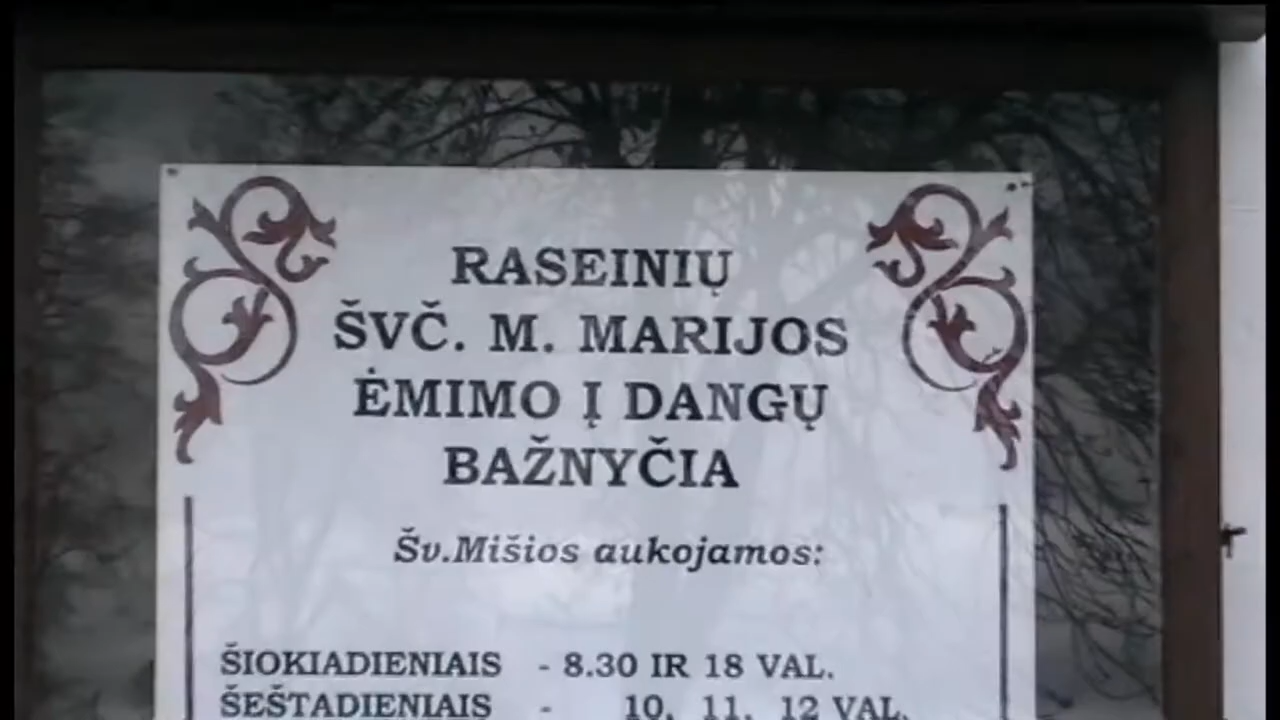 RASEINIŲ
ŠVČ. M. MARIJOS
ĖMIMO Į DANGŲ
BAŽNYČIA
Šv.Mišios aukojamos:
ŠIOKIADIENIAIS - 8.30 IR 18 VAL.
ŠEŠTADIENIAIS - 10, 11, 12 VAL.